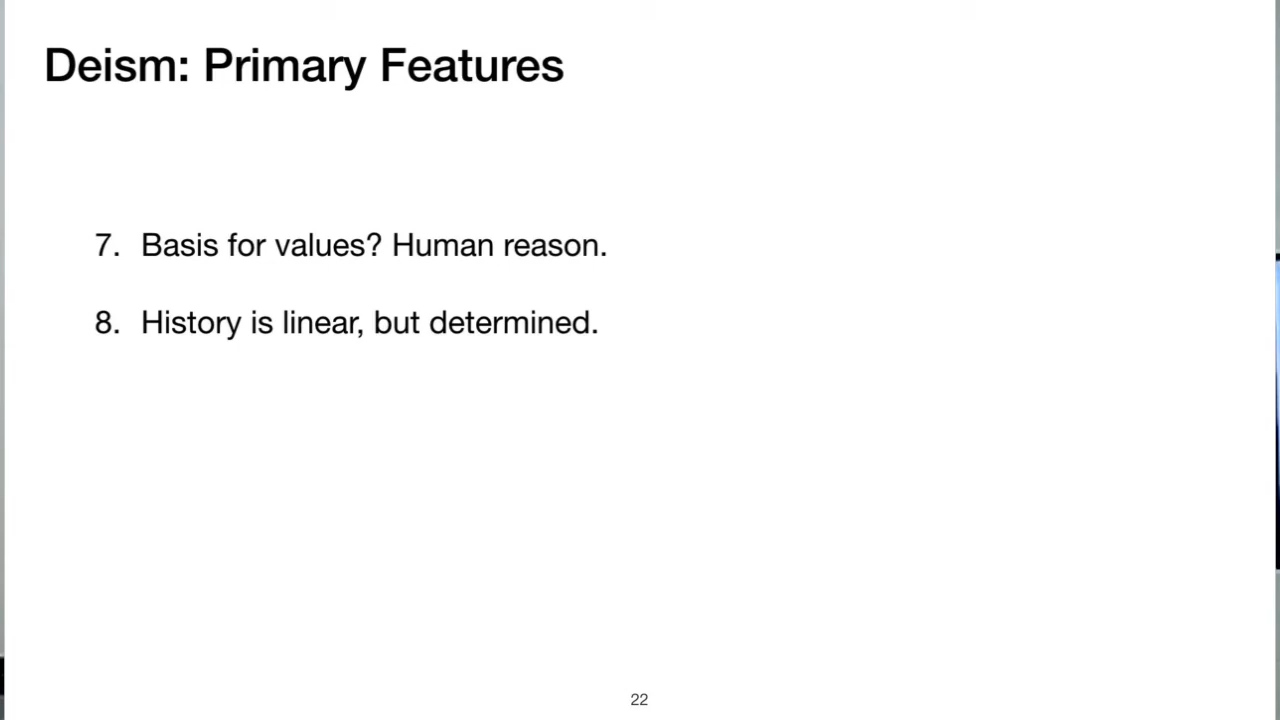 Deism: Primary Features
7. Basis for values? Human reason.
8. History is linear, but determined.
22